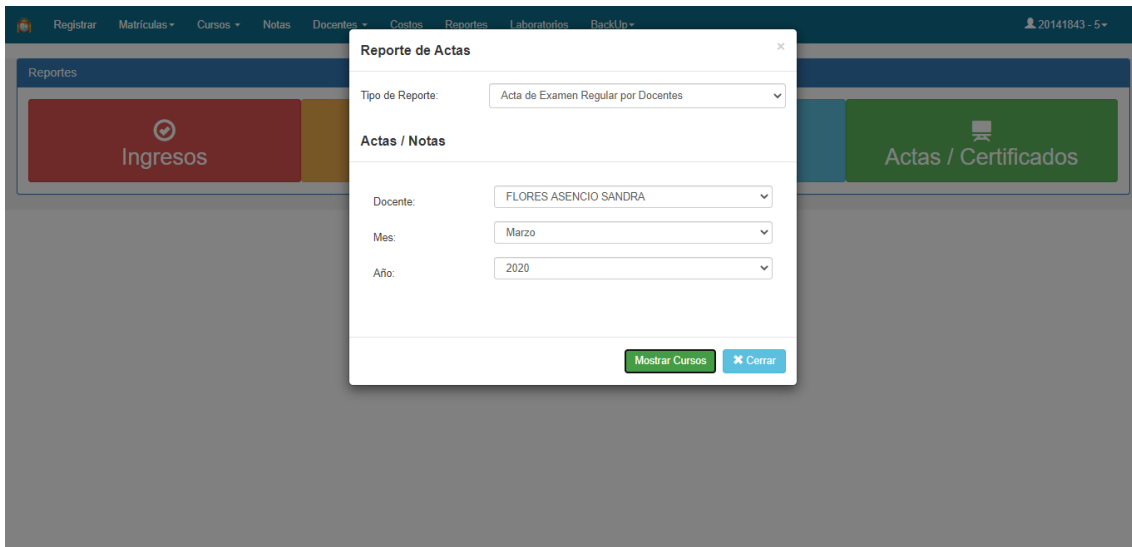 Registrar Matrículas Cursos Notas Docentes Costos Reportes Laboratorios BackUp 20141843 - 5
Reportes
Ingresos
Actas / Certificados
Reporte de Actas ×
Tipo de Reporte: Acta de Examen Regular por Docentes
Actas / Notas
Docente: FLORES ASENCIO SANDRA
Mes: Marzo
Año: 2020
Mostrar Cursos Cerrar